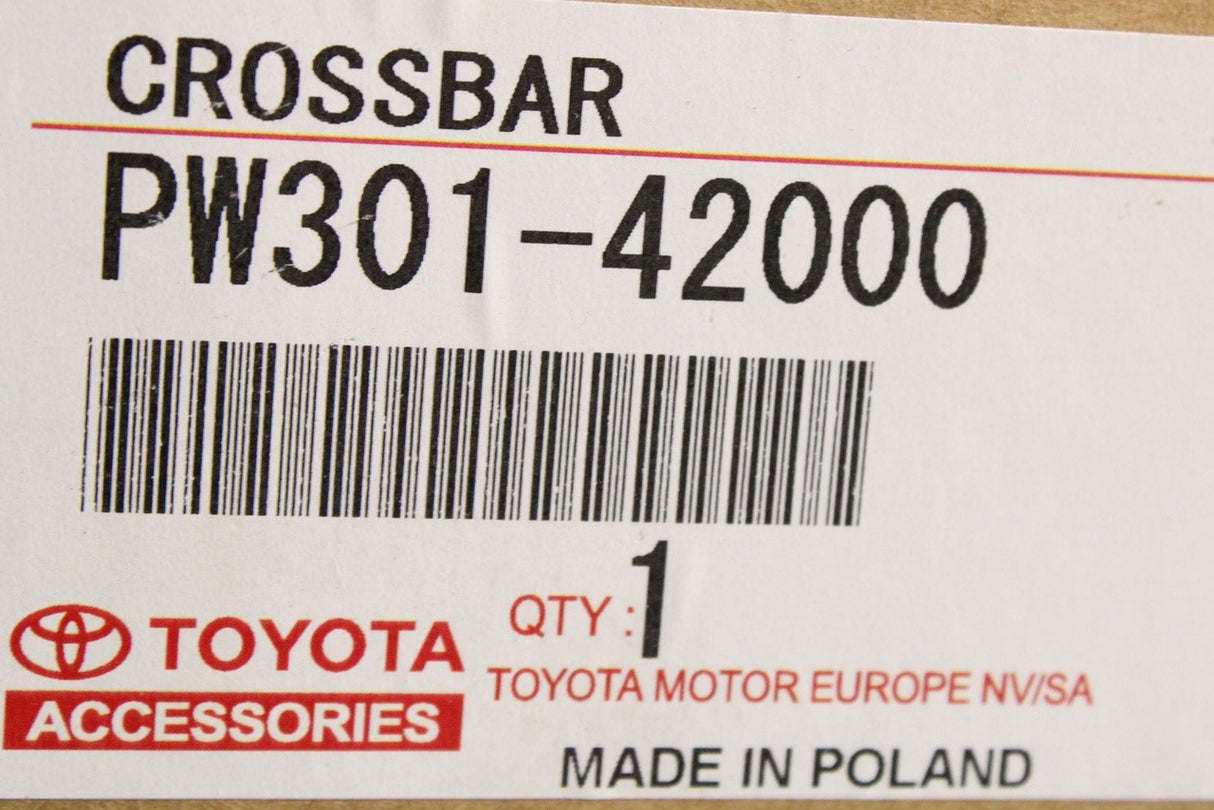 CROSSBAR
PW301-42000
QTY : 1
TOYOTA
TOYOTA MOTOR EUROPE NV/SA
ACCESSORIES
MADE IN POLAND